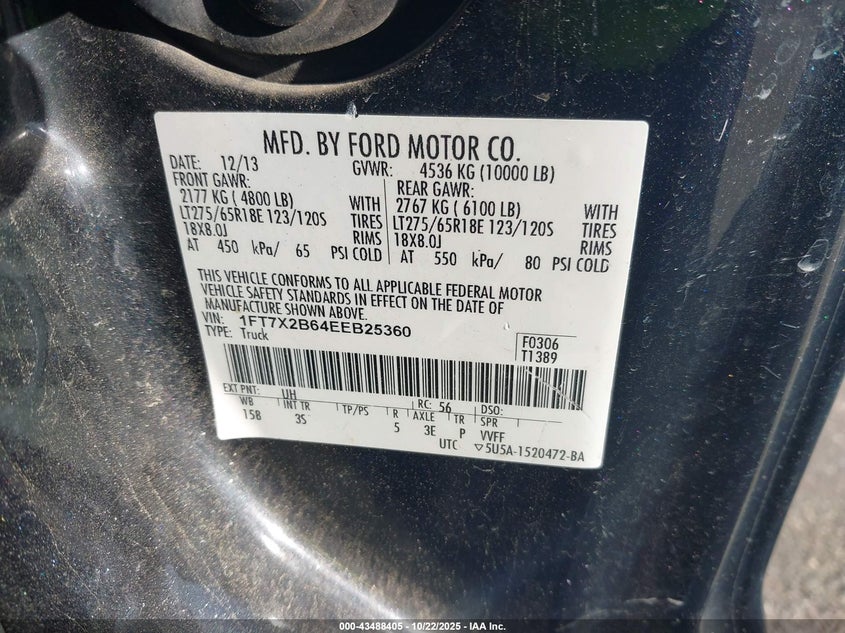 MFD. BY FORD MOTOR CO.
DATE: 12/13 GVWR: 4536 KG (10000 LB)
FRONT GAWR: REAR GAWR:
2177 KG ( 4800 LB) WITH 2767 KG ( 6100 LB) WITH
LT275/65R18E 123/120S TIRES LT275/65R18E 123/120S TIRES
18X8.0J RIMS 18X8.0J RIMS
AT 450 kPa/ 65 PSI COLD AT 550 kPa/ 80 PSI COLD
THIS VEHICLE CONFORMS TO ALL APPLICABLE FEDERAL MOTOR
VEHICLE SAFETY STANDARDS IN EFFECT ON THE DATE OF
MANUFACTURE SHOWN ABOVE.
VIN: 1FT7X2B64EEB25360
TYPE: Truck
F0306
T1389
EXT PNT: UH RC: 56 DSO:
WB INT TR TP/PS R AXLE TR SPR
158 3S 5 3E P VVFF
UTC ▽5U5A-1520472-BA
000-43488405 - 10/22/2025 - IAA Inc.